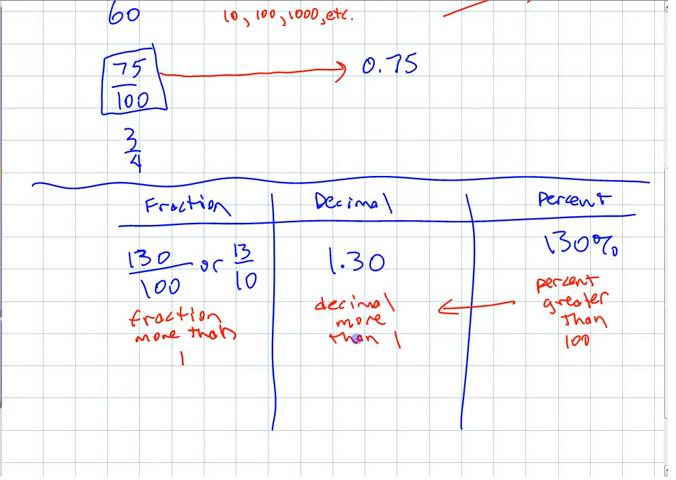 60
10, 100, 1000, etc.
75
100
0.75
3
4
Fraction Decimal Percent
130/100 or 13/10 1.30 130%
fraction more than 1
decimal more than 1
percent greater than 100